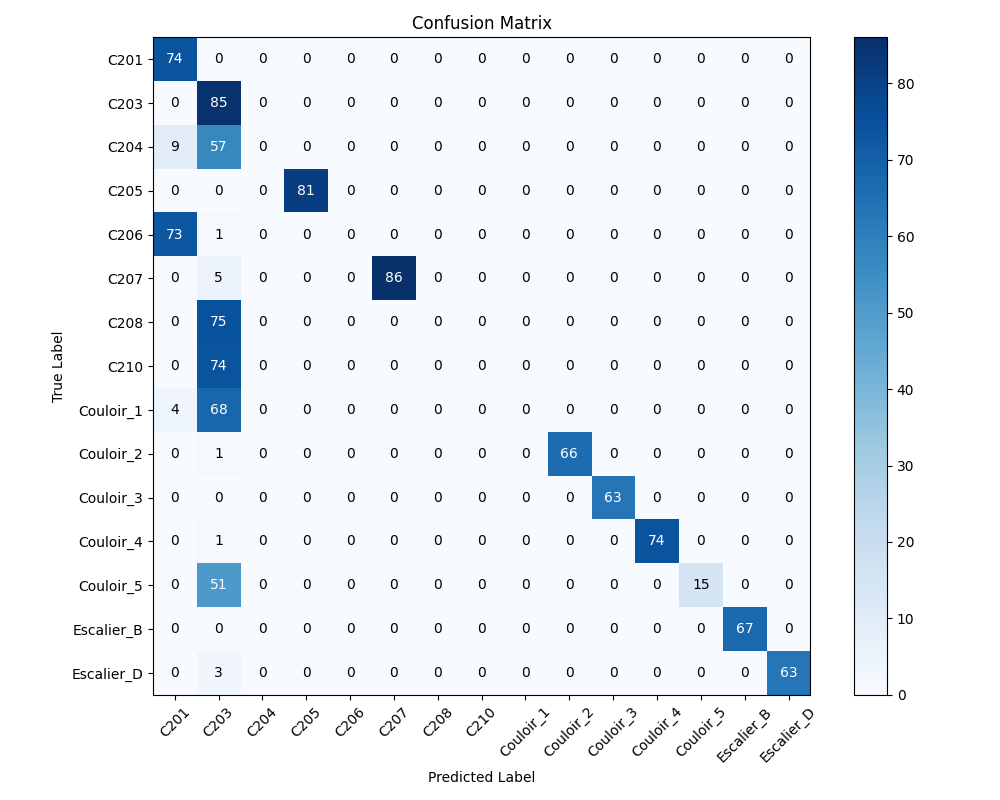 Confusion Matrix
True Label
C201 74 0 0 0 0 0 0 0 0 0 0 0 0 0 0
C203 0 85 0 0 0 0 0 0 0 0 0 0 0 0 0
C204 9 57 0 0 0 0 0 0 0 0 0 0 0 0 0
C205 0 0 0 81 0 0 0 0 0 0 0 0 0 0 0
C206 73 1 0 0 0 0 0 0 0 0 0 0 0 0 0
C207 0 5 0 0 0 86 0 0 0 0 0 0 0 0 0
C208 0 75 0 0 0 0 0 0 0 0 0 0 0 0 0
C210 0 74 0 0 0 0 0 0 0 0 0 0 0 0 0
Couloir_1 4 68 0 0 0 0 0 0 0 0 0 0 0 0 0
Couloir_2 0 1 0 0 0 0 0 0 0 66 0 0 0 0 0
Couloir_3 0 0 0 0 0 0 0 0 0 0 63 0 0 0 0
Couloir_4 0 1 0 0 0 0 0 0 0 0 0 74 0 0 0
Couloir_5 0 51 0 0 0 0 0 0 0 0 0 0 15 0 0
Escalier_B 0 0 0 0 0 0 0 0 0 0 0 0 0 67 0
Escalier_D 0 3 0 0 0 0 0 0 0 0 0 0 0 0 63
C201 C203 C204 C205 C206 C207 C208 C210 Couloir_1 Couloir_2 Couloir_3 Couloir_4 Couloir_5 Escalier_B Escalier_D
Predicted Label
80
70
60
50
40
30
20
10
0